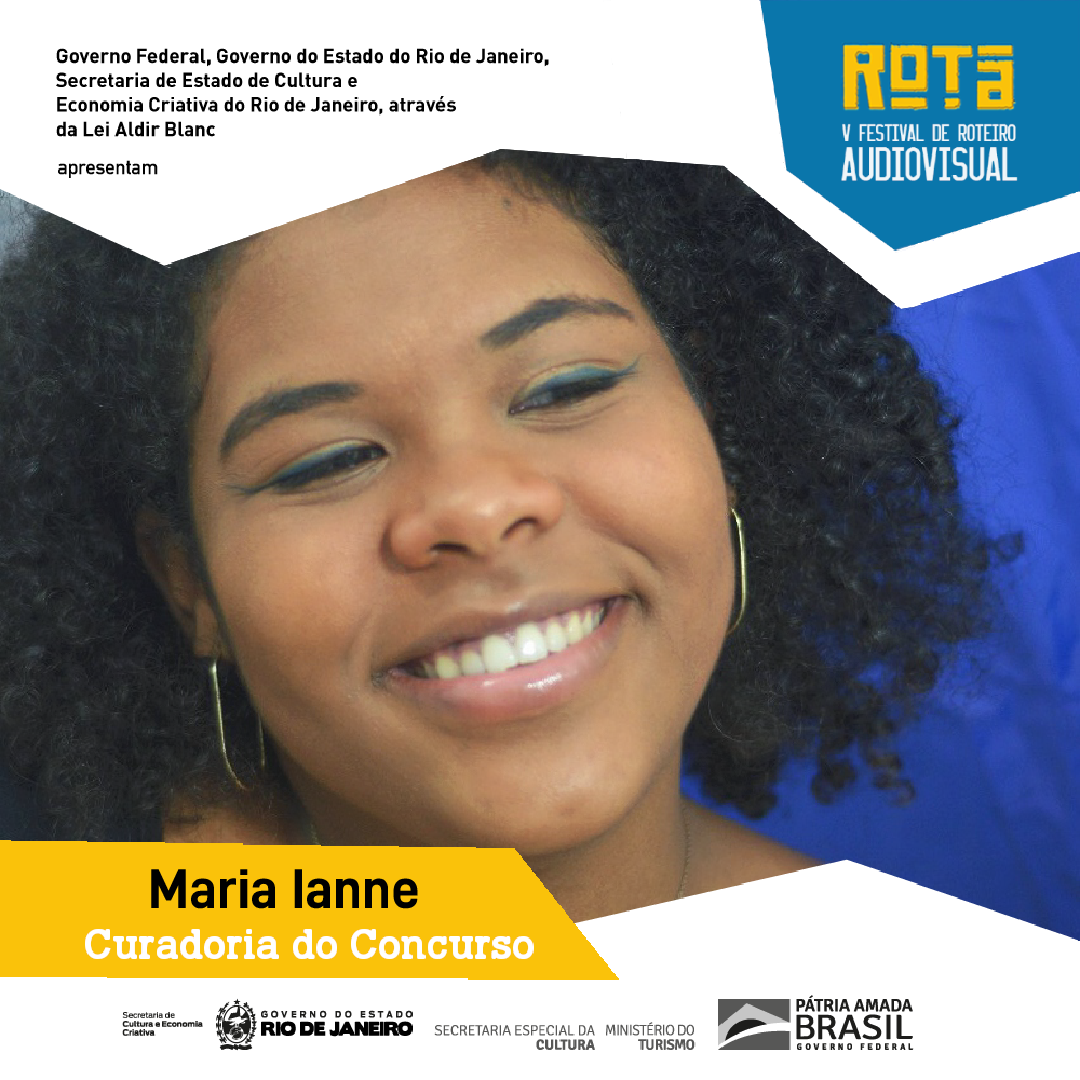 Governo Federal, Governo do Estado do Rio de Janeiro,
Secretaria de Estado de Cultura e
Economia Criativa do Rio de Janeiro, através
da Lei Aldir Blanc
apresentam
ROTA
V FESTIVAL DE ROTEIRO
AUDIOVISUAL
Maria Ianne
Curadoria do Concurso
Secretaria de
Cultura e Economia
Criativa
GOVERNO DO ESTADO
RIO DE JANEIRO
SECRETARIA ESPECIAL DA
CULTURA
MINISTÉRIO DO
TURISMO
PÁTRIA AMADA
BRASIL
GOVERNO FEDERAL